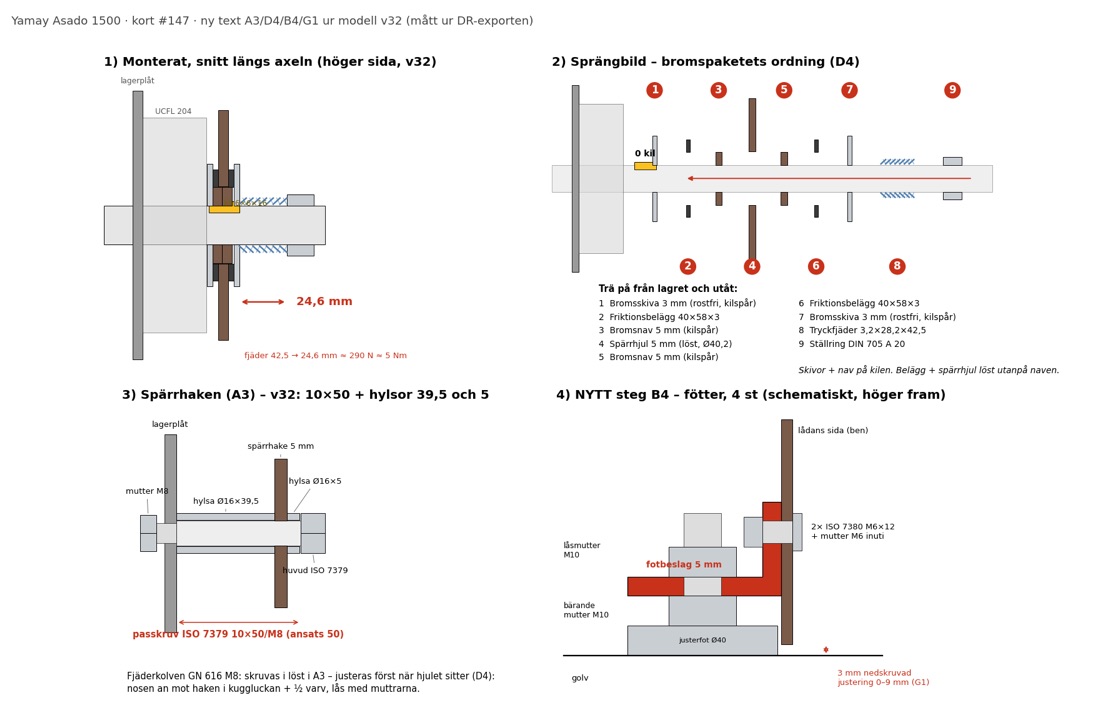 Yamay Asado 1500 · kort #147 · ny text A3/D4/B4/G1 ur modell v32 (mått ur DR-exporten)
1) Monterat, snitt längs axeln (höger sida, v32)
lagerplåt
UCFL 204
24,6 mm
fjäder 42,5 → 24,6 mm ≈ 290 N ≈ 5 Nm
2) Sprängbild – bromspaketets ordning (D4)
1 3 5 7 9
0 kil
2 4 6 8
Trä på från lagret och utåt:
1 Bromsskiva 3 mm (rostfri, kilspår)
2 Friktionsbelägg 40×58×3
3 Bromsnav 5 mm (kilspår)
4 Spärrhjul 5 mm (löst, Ø40,2)
5 Bromsnav 5 mm (kilspår)
6 Friktionsbelägg 40×58×3
7 Bromsskiva 3 mm (rostfri, kilspår)
8 Tryckfjäder 3,2×28,2×42,5
9 Ställring DIN 705 A 20
Skivor + nav på kilen. Belägg + spärrhjul löst utanpå naven.
3) Spärrhaken (A3) – v32: 10×50 + hylsor 39,5 och 5
lagerplåt
spärrhake 5 mm
hylsa Ø16×5
mutter M8
hylsa Ø16×39,5
huvud ISO 7379
passkruv ISO 7379 10×50/M8 (ansats 50)
Fjäderkolven GN 616 M8: skruvas i löst i A3 – justeras först när hjulet sitter (D4):
nosen an mot haken i kuggluckan + ½ varv, lås med muttrarna.
4) NYTT steg B4 – fötter, 4 st (schematiskt, höger fram)
lådans sida (ben)
2× ISO 7380 M6×12
+ mutter M6 inuti
låsmutter
M10
fotbeslag 5 mm
bärande
mutter M10
justerfot Ø40
golv
3 mm nedskruvad
justering 0–9 mm (G1)